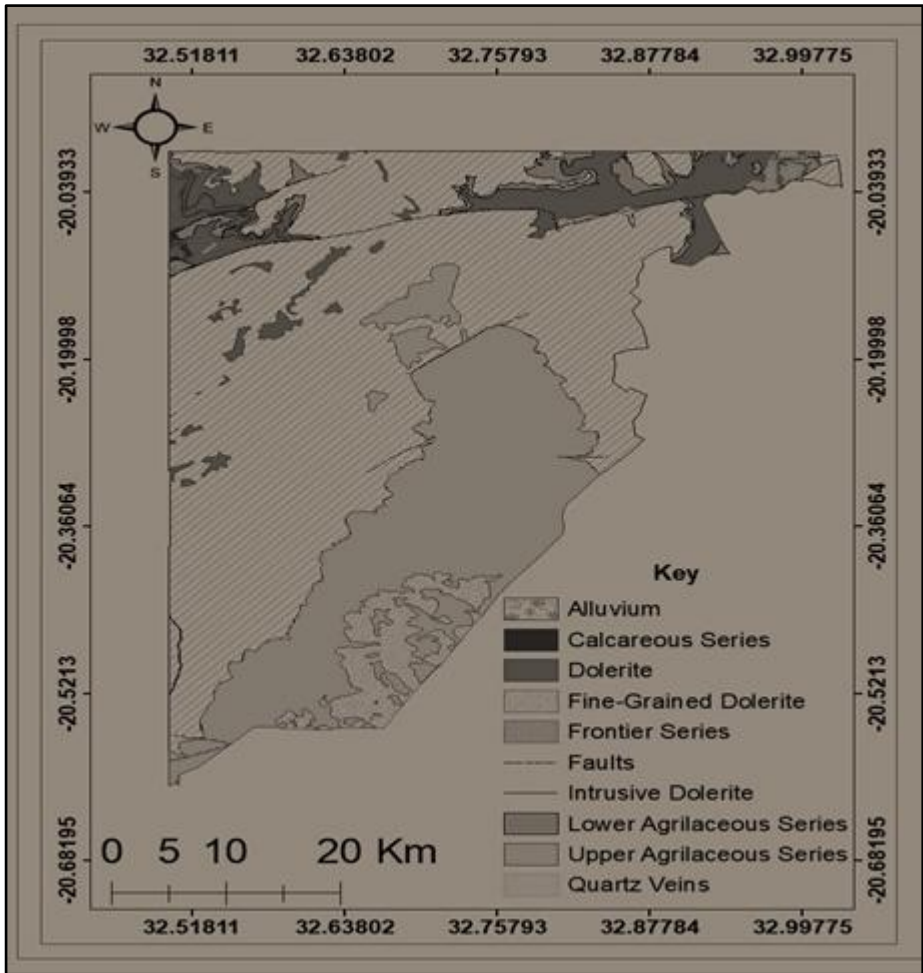 32.51811 32.63802 32.75793 32.87784 32.99775
N
W E
S
-20.03933 -20.03933
-20.19998 -20.19998
-20.36064 -20.36064
-20.5213 -20.5213
-20.68195 -20.68195
Key
Alluvium
Calcareous Series
Dolerite
Fine-Grained Dolerite
Frontier Series
Faults
Intrusive Dolerite
Lower Agrilaceous Series
Upper Agrilaceous Series
Quartz Veins
0 5 10 20 Km
32.51811 32.63802 32.75793 32.87784 32.99775